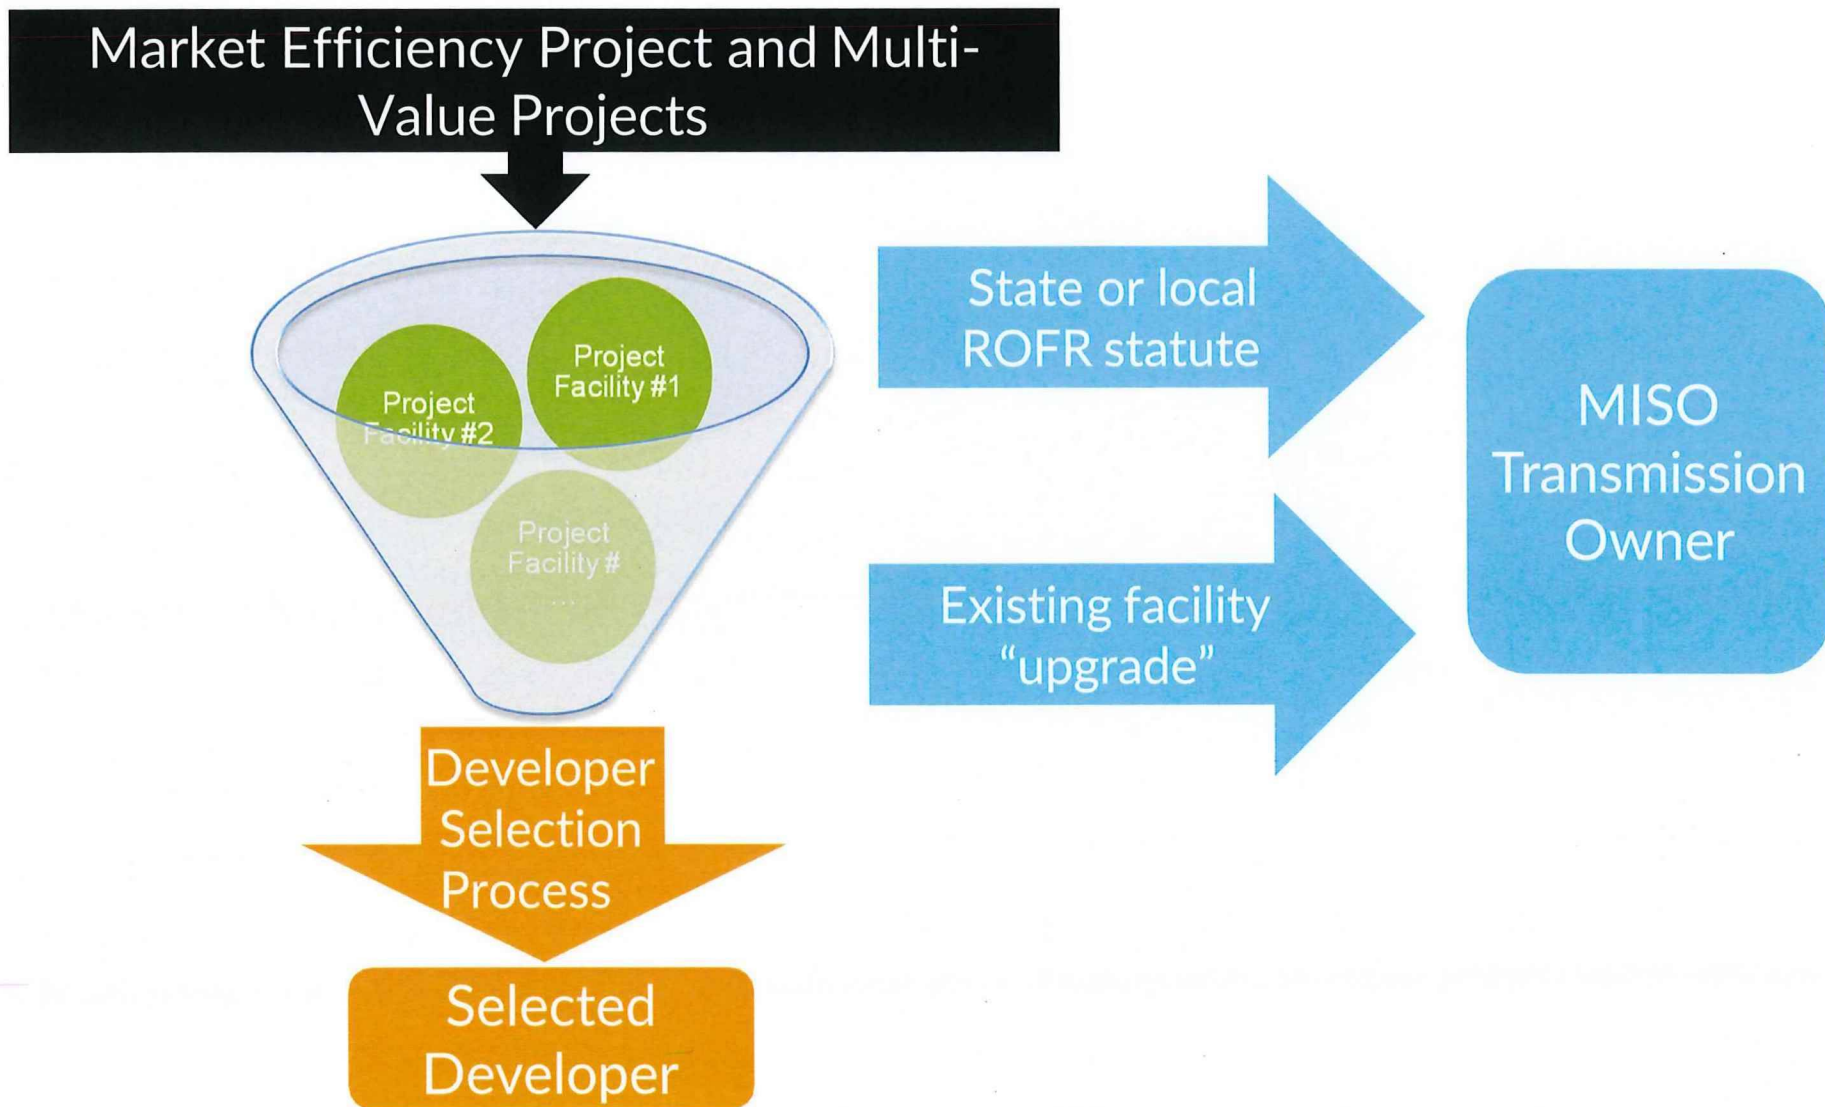 Market Efficiency Project and Multi-
Value Projects
Project
Facility #1
Project
Facility #2
Project
Facility #
......
State or local
ROFR statute
Existing facility
“upgrade”
MISO
Transmission
Owner
Developer
Selection
Process
Selected
Developer